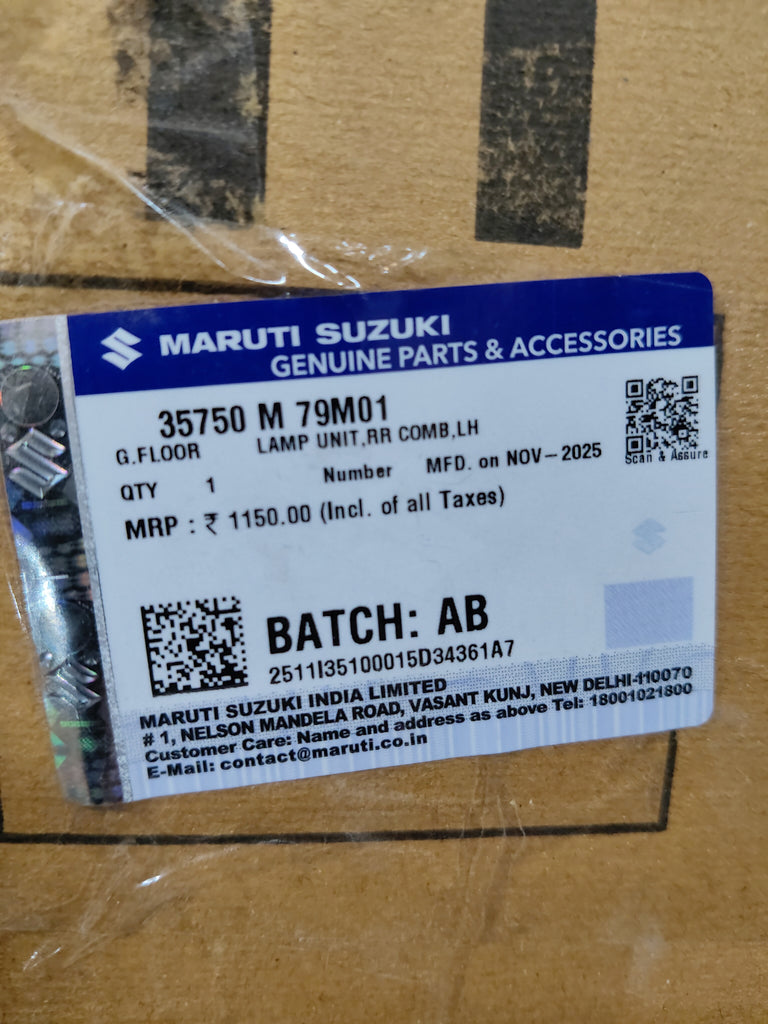 MARUTI SUZUKI
GENUINE PARTS & ACCESSORIES
35750 M 79M01
G.FLOOR LAMP UNIT,RR COMB,LH
QTY 1 Number MFD. on NOV-2025
Scan & Assure
MRP : ₹ 1150.00 (Incl. of all Taxes)
BATCH: AB
2511I35100015D34361A7
MARUTI SUZUKI INDIA LIMITED
# 1, NELSON MANDELA ROAD, VASANT KUNJ, NEW DELHI-110070
Customer Care: Name and address as above Tel: 18001021800
E-Mail: contact@maruti.co.in